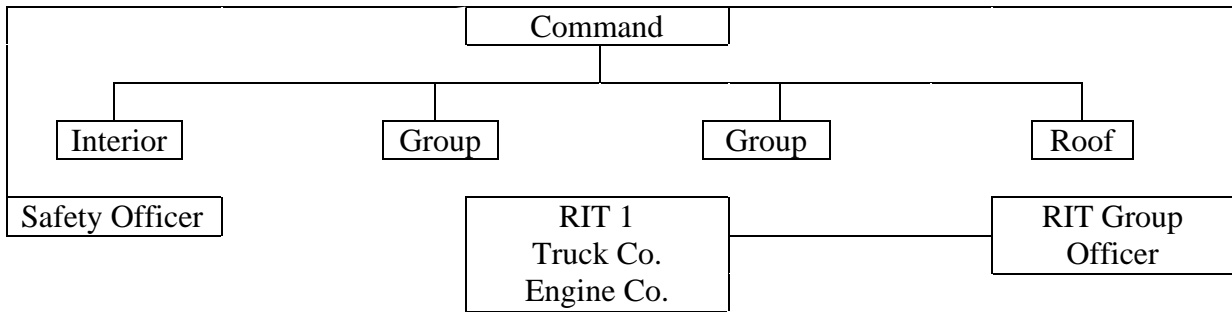 Command
Interior
Group
Group
Roof
Safety Officer
RIT 1
Truck Co.
Engine Co.
RIT Group
Officer